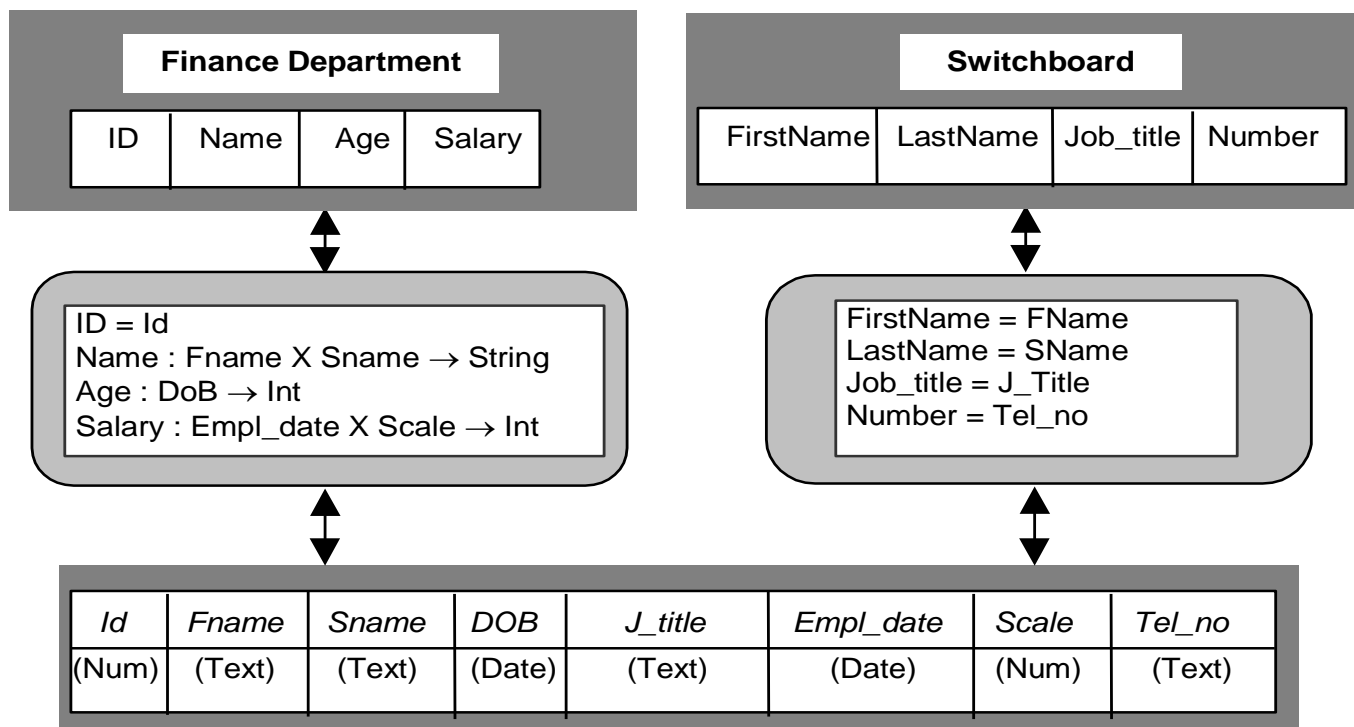 Finance Department
ID Name Age Salary
Switchboard
FirstName LastName Job_title Number
ID = Id
Name : Fname X Sname → String
Age : DoB → Int
Salary : Empl_date X Scale → Int
FirstName = FName
LastName = SName
Job_title = J_Title
Number = Tel_no
Id Fname Sname DOB J_title Empl_date Scale Tel_no
(Num) (Text) (Text) (Date) (Text) (Date) (Num) (Text)